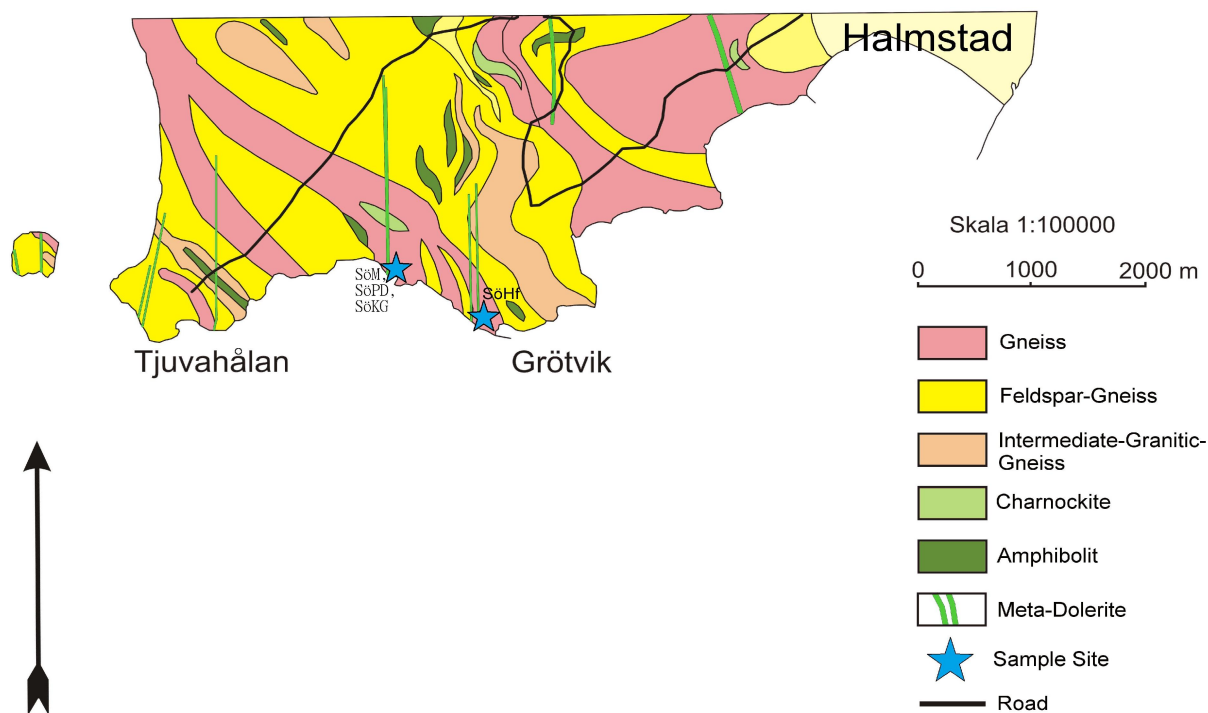 Halmstad
SöM,
SöPD,
SöKG
SöHf
Tjuvahålan
Grötvik
Skala 1:100000
0 1000 2000 m
Gneiss
Feldspar-Gneiss
Intermediate-Granitic-
Gneiss
Charnockite
Amphibolit
Meta-Dolerite
Sample Site
Road